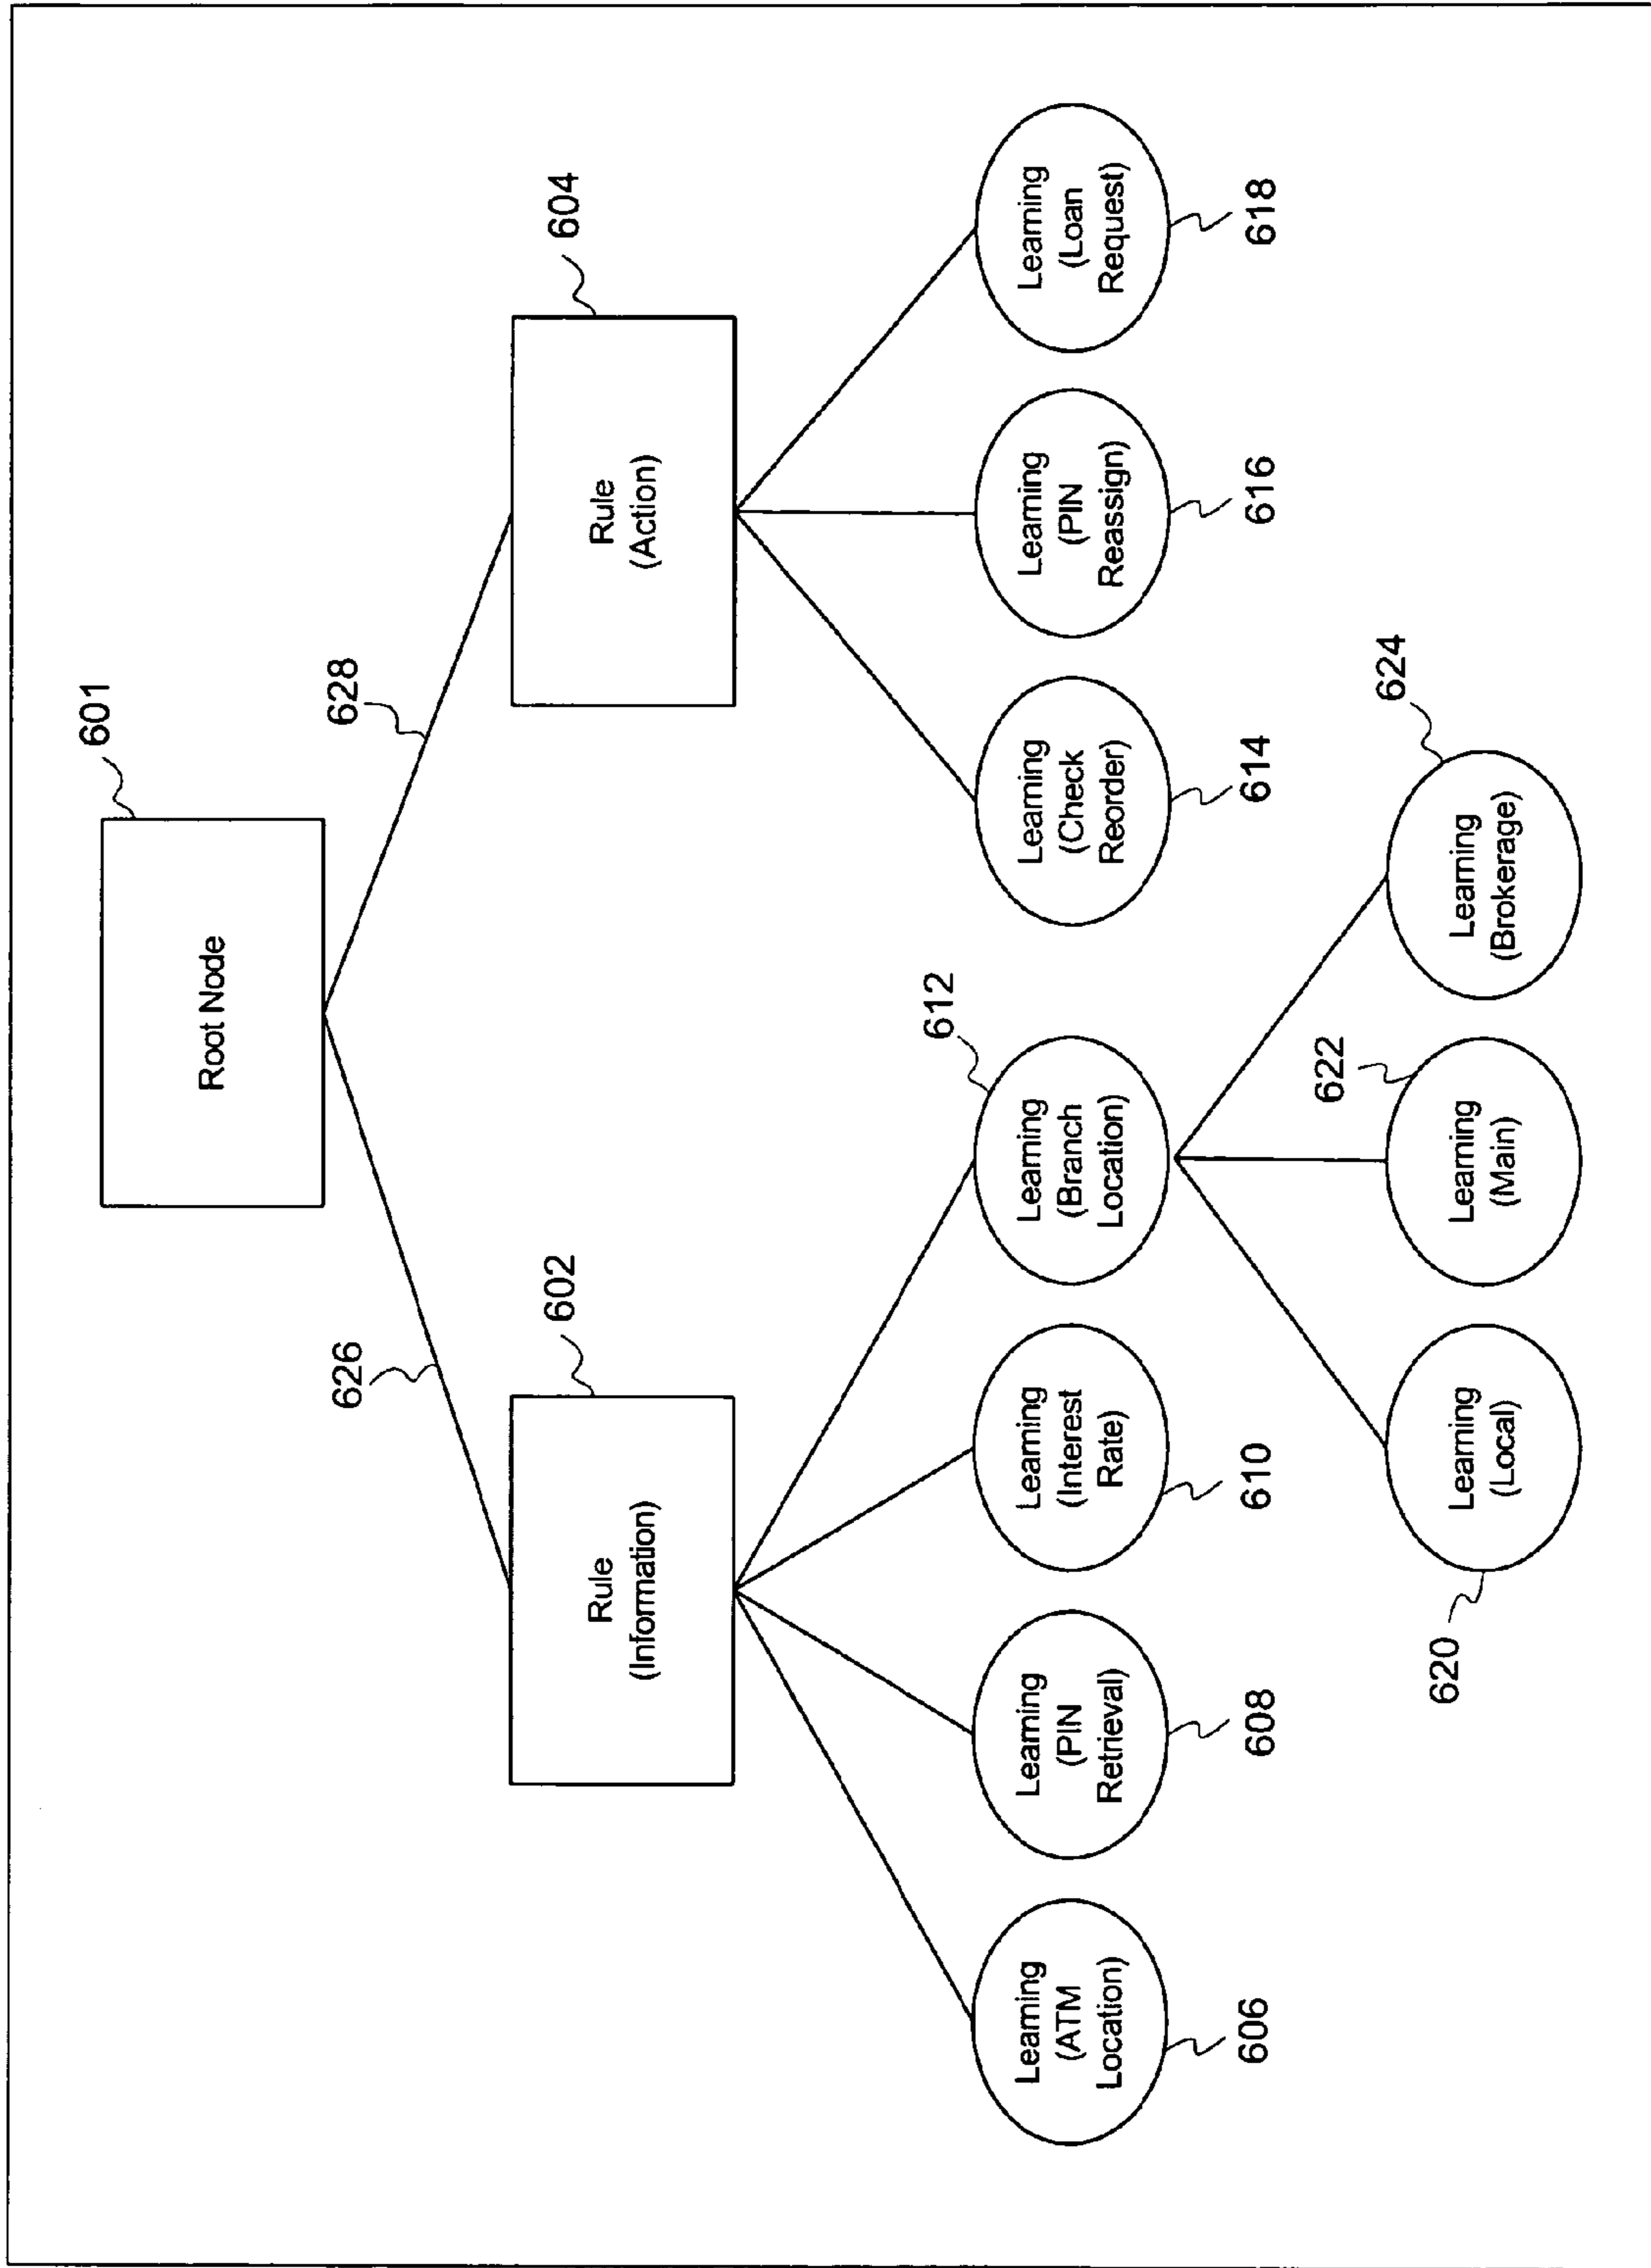 601
Root Node
626
628
602
Rule
(Information)
604
Rule
(Action)
612
Learning
(ATM
Location)
606
Learning
(PIN
Retrieval)
608
Learning
(Interest
Rate)
610
Learning
(Branch
Location)
Learning
(Check
Reorder)
614
Learning
(PIN
Reassign)
616
Learning
(Loan
Request)
618
620
Learning
(Local)
622
Learning
(Main)
624
Learning
(Brokerage)